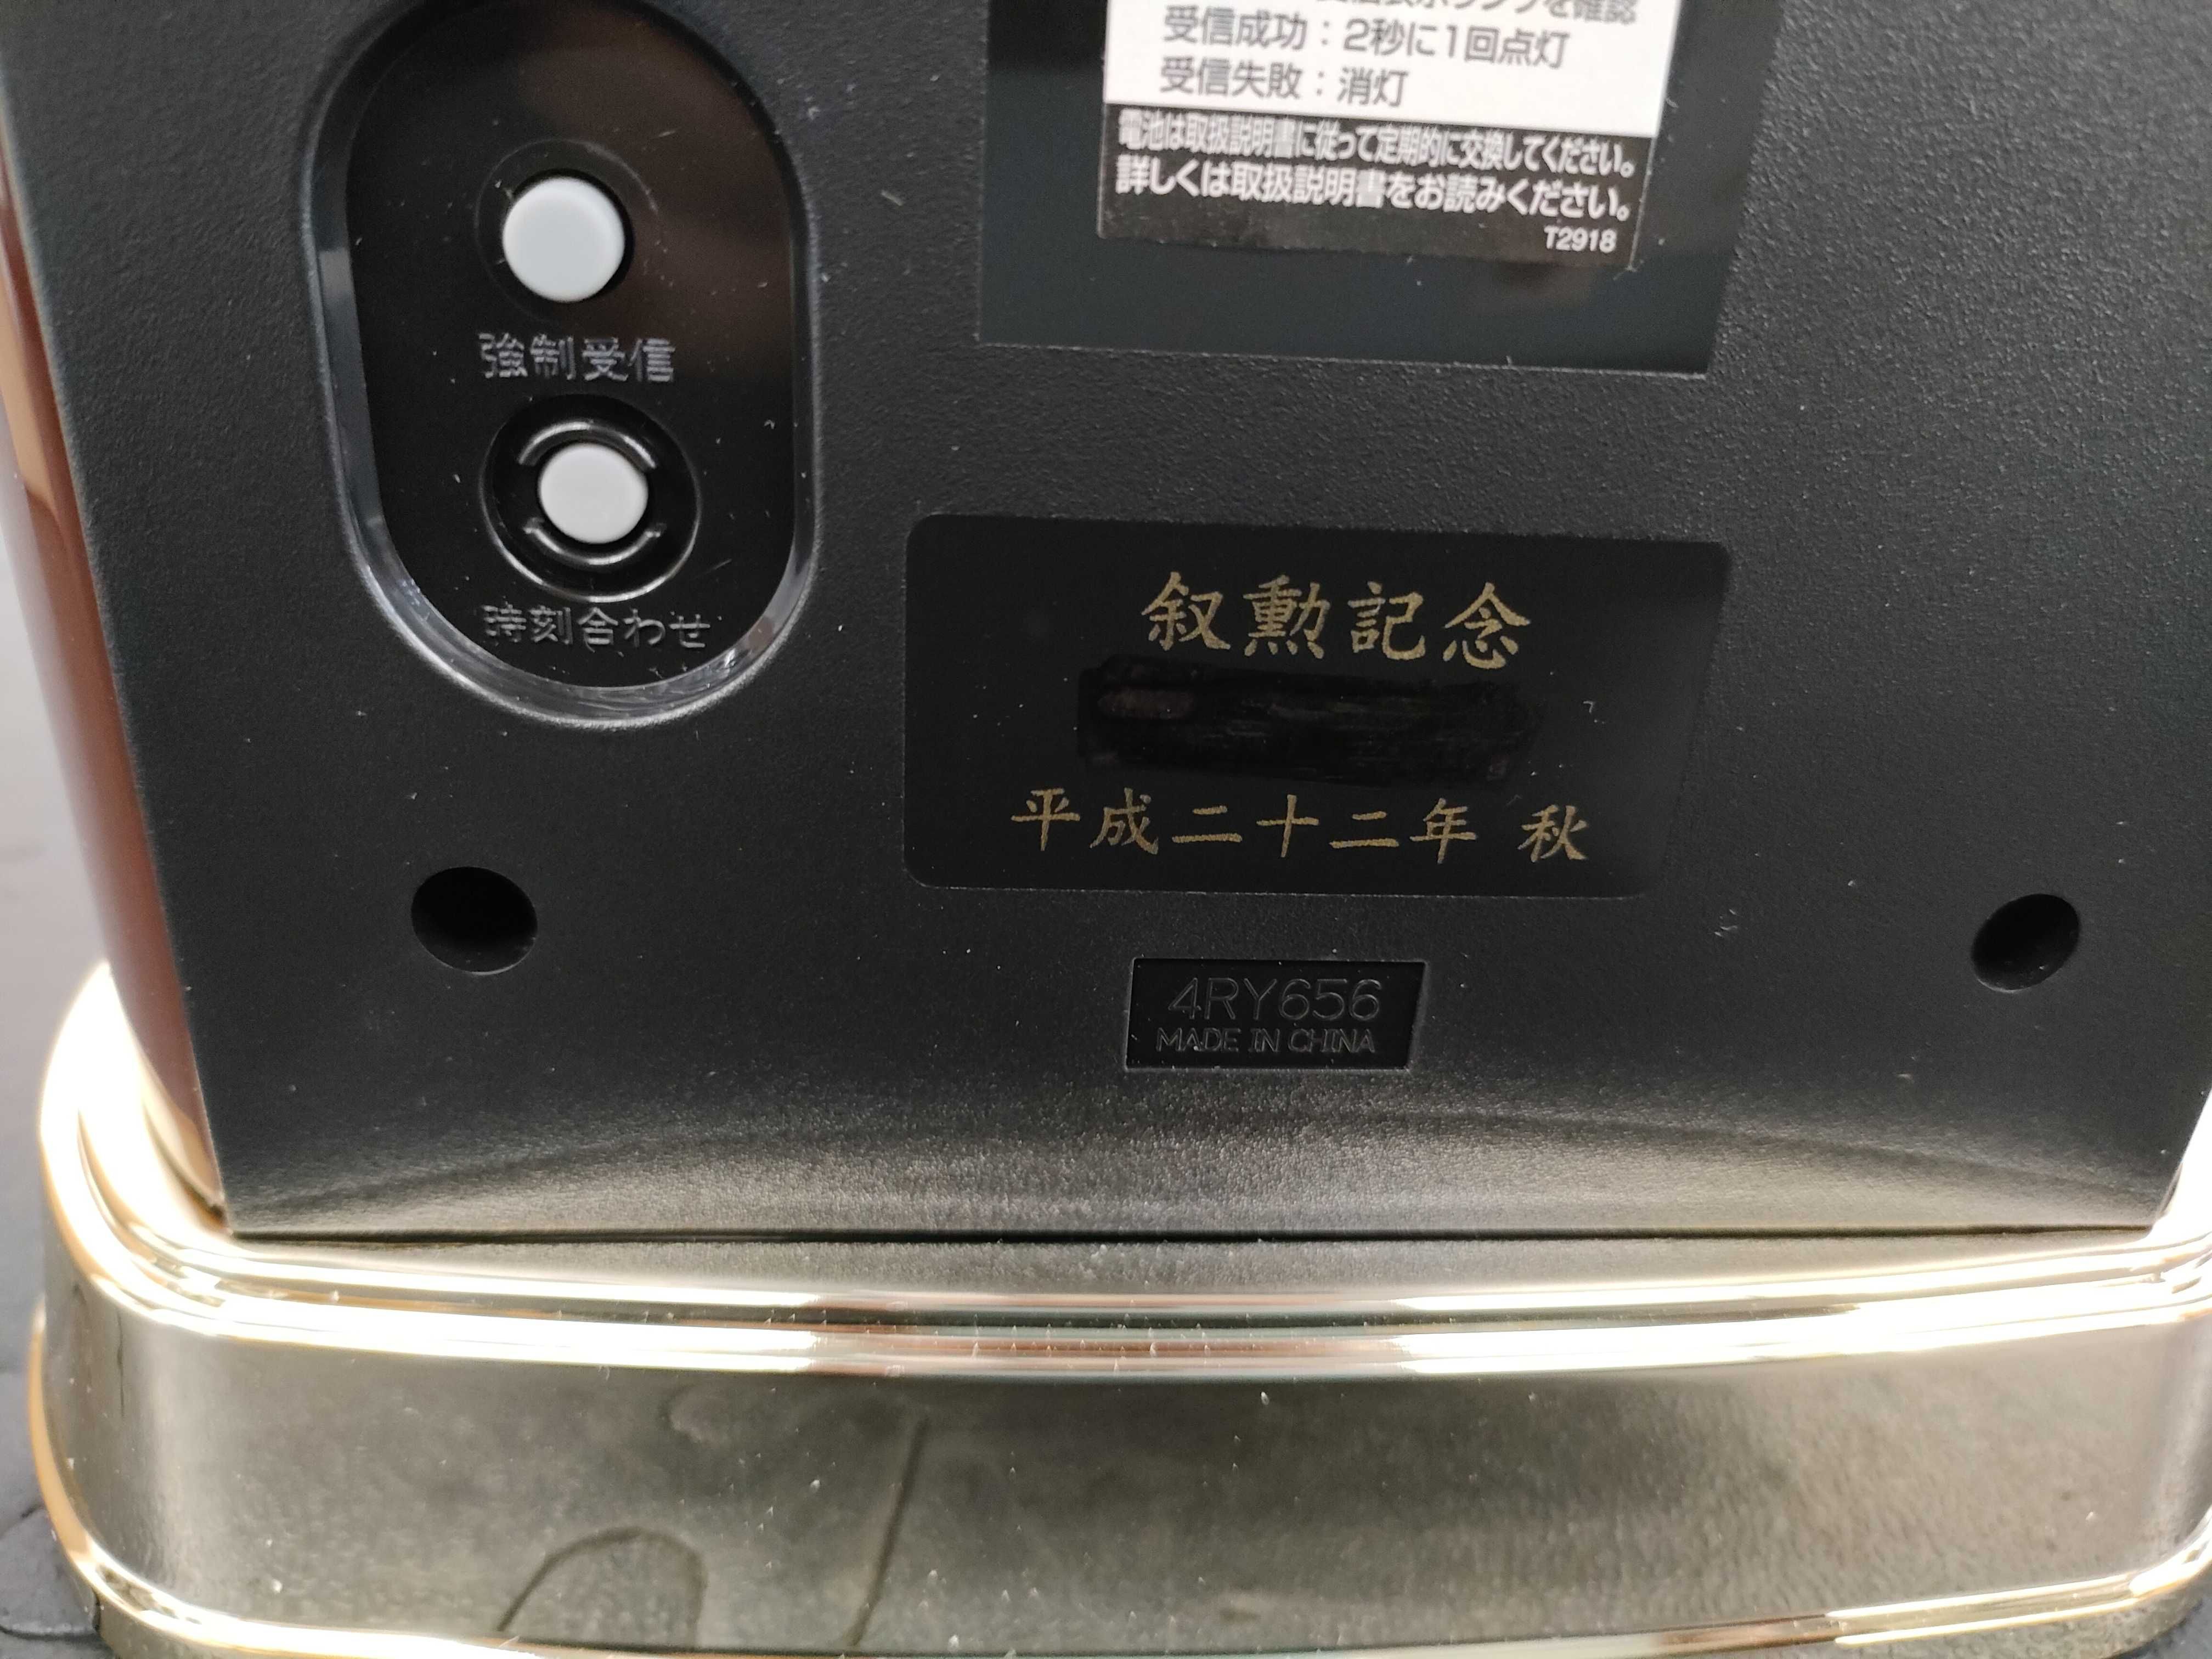 を確認
受信成功：2秒に1回点灯
受信失敗：消灯
電池は取扱説明書に従って定期的に交換してください。
詳しくは取扱説明書をお読みください。
T2918
強制受信
時刻合わせ
叙勲記念
平成二十二年 秋
4RY656
MADE IN CHINA